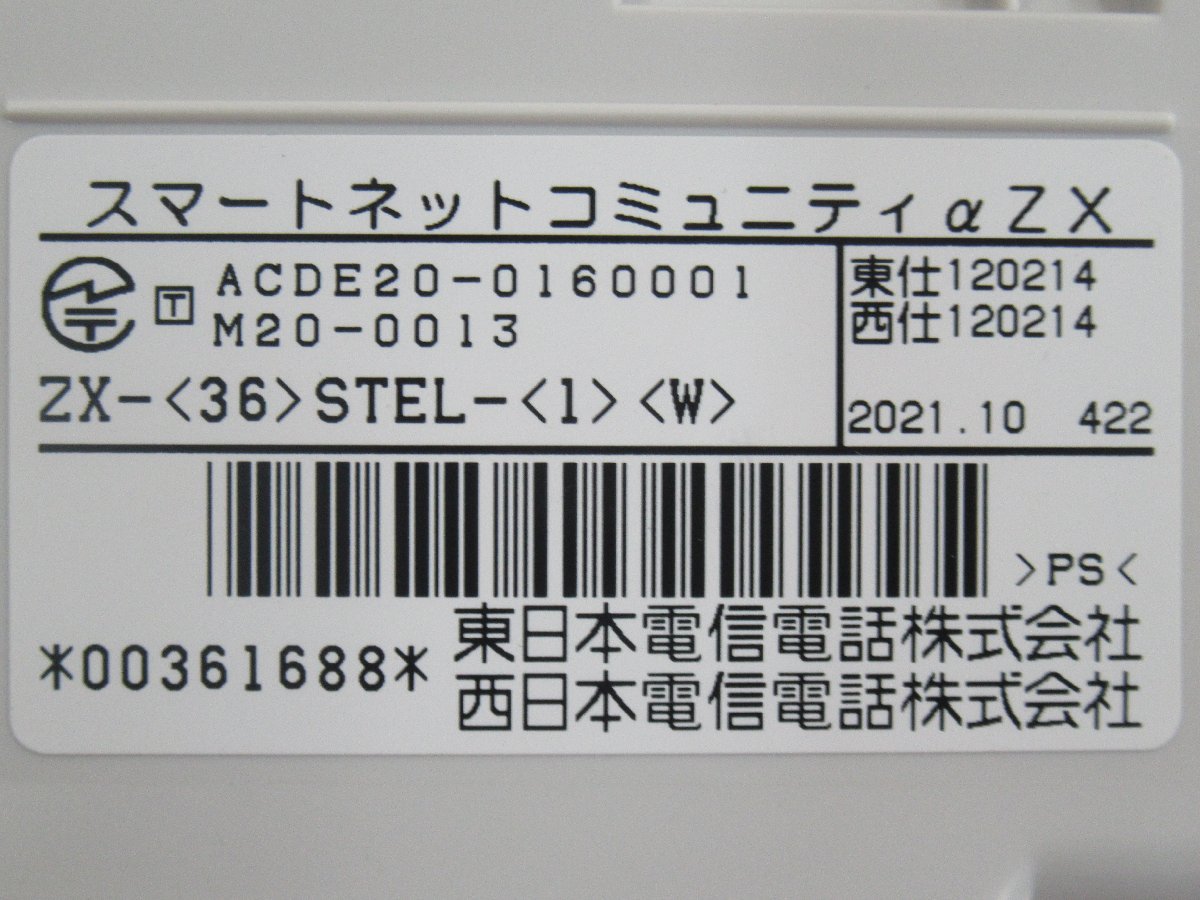 スマートネットコミュニティαZX
T ACDE20-0160001
M20-0013
ZX-<36>STEL-<1><W>
東仕120214
西仕120214
2021.10 422
>PS<
*00361688*
東日本電信電話株式会社
西日本電信電話株式会社